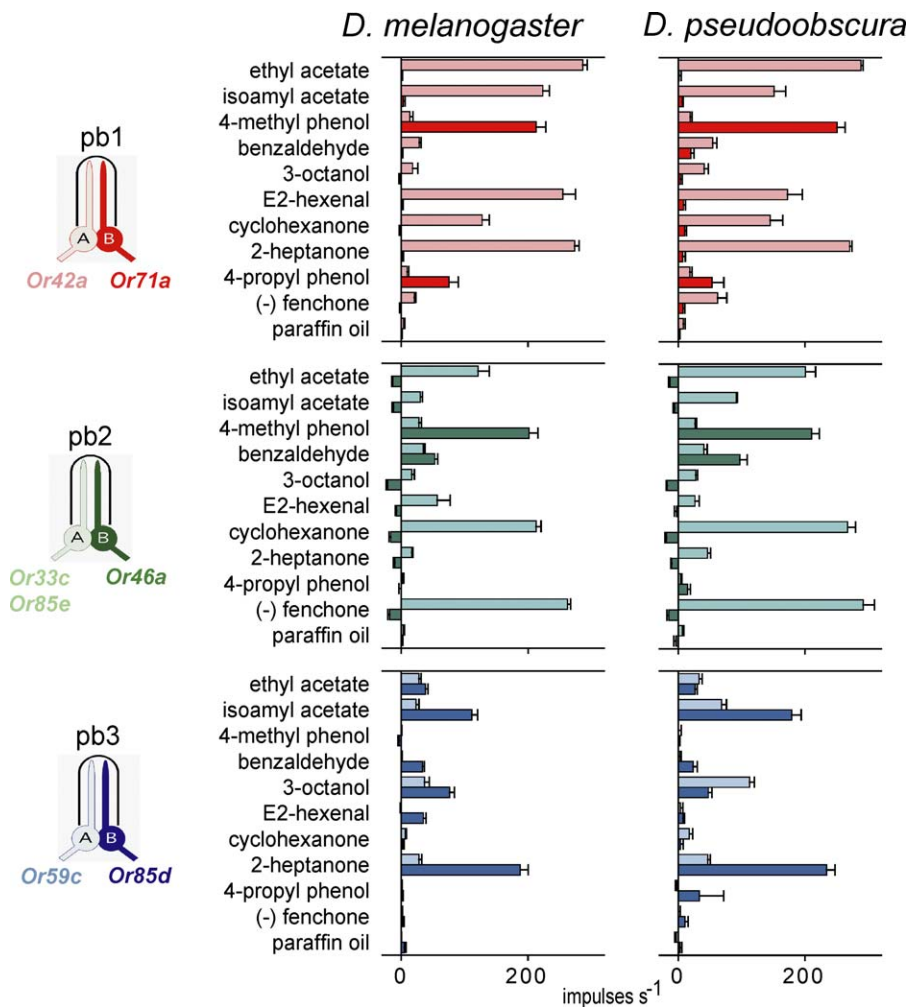 D. melanogaster D. pseudoobscura
pb1
A B
Or42a Or71a
ethyl acetate
isoamyl acetate
4-methyl phenol
benzaldehyde
3-octanol
E2-hexenal
cyclohexanone
2-heptanone
4-propyl phenol
(-) fenchone
paraffin oil
pb2
A B
Or33c Or46a
Or85e
ethyl acetate
isoamyl acetate
4-methyl phenol
benzaldehyde
3-octanol
E2-hexenal
cyclohexanone
2-heptanone
4-propyl phenol
(-) fenchone
paraffin oil
pb3
A B
Or59c Or85d
ethyl acetate
isoamyl acetate
4-methyl phenol
benzaldehyde
3-octanol
E2-hexenal
cyclohexanone
2-heptanone
4-propyl phenol
(-) fenchone
paraffin oil
0 200 0 200
impulses s-1